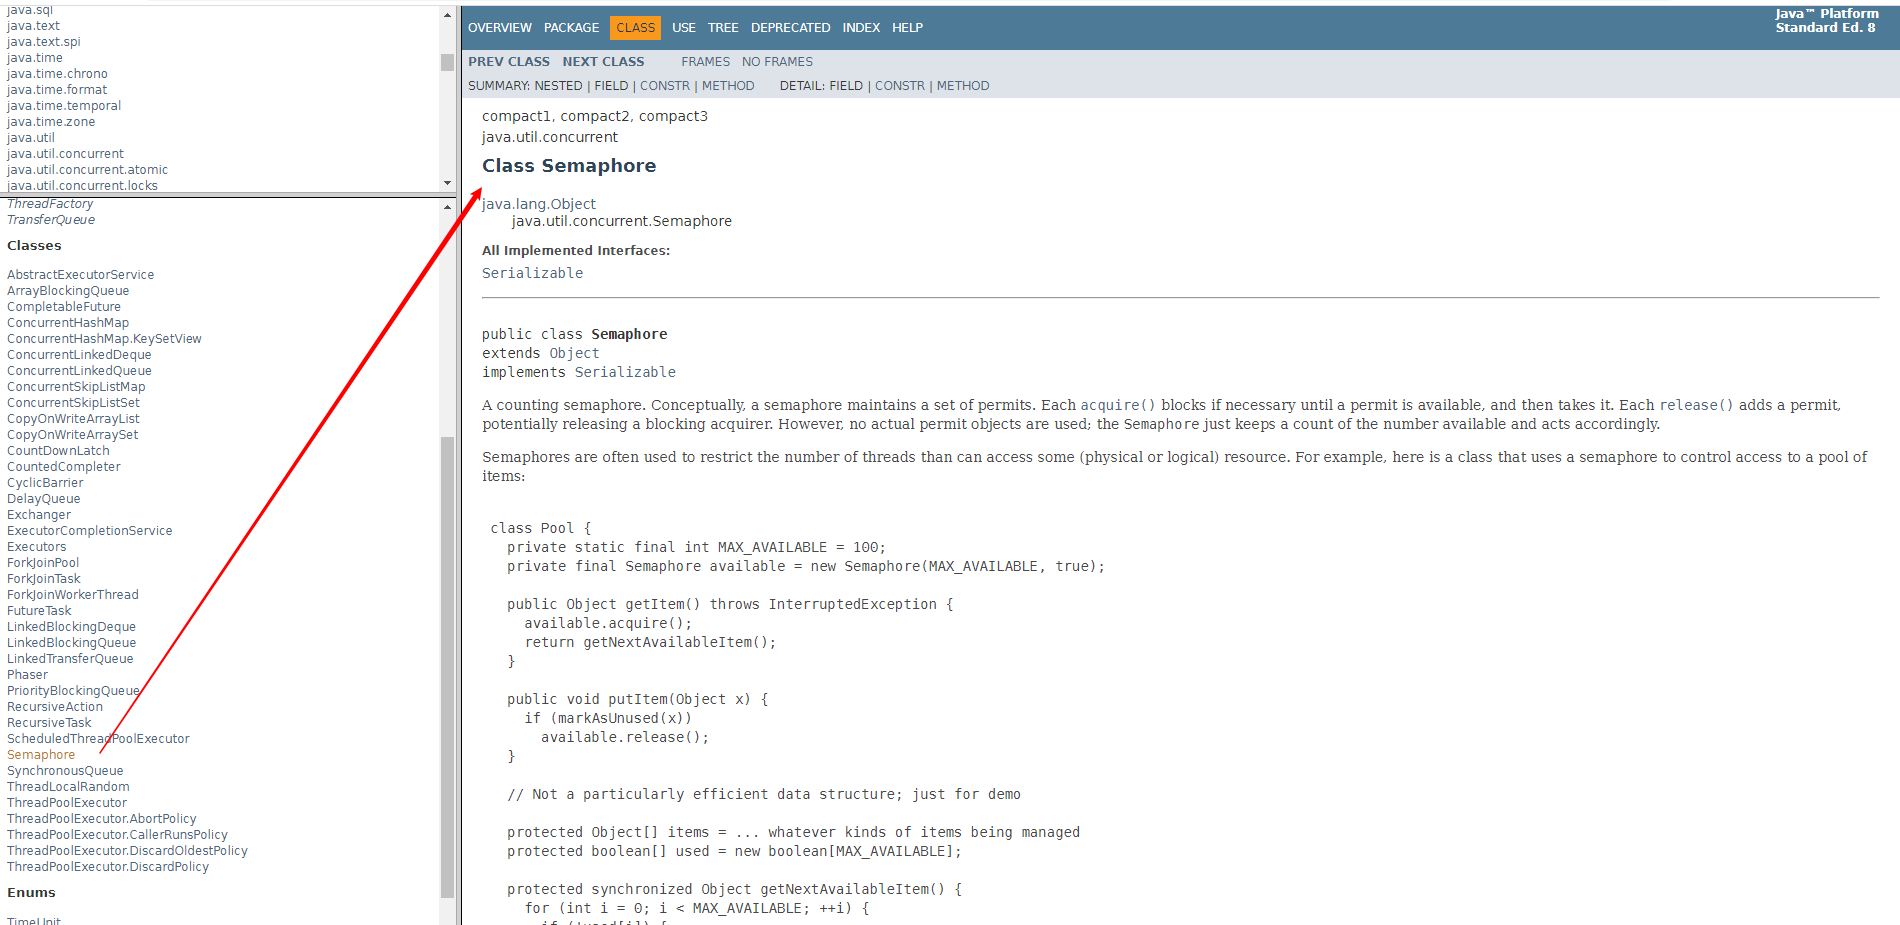 java.sql
java.text
java.text.spi
java.time
java.time.chrono
java.time.format
java.time.temporal
java.time.zone
java.util
java.util.concurrent
java.util.concurrent.atomic
java.util.concurrent.locks
ThreadFactory
TransferQueue
Classes
AbstractExecutorService
ArrayBlockingQueue
CompletableFuture
ConcurrentHashMap
ConcurrentHashMap.KeySetView
ConcurrentLinkedDeque
ConcurrentLinkedQueue
ConcurrentSkipListMap
ConcurrentSkipListSet
CopyOnWriteArrayList
CopyOnWriteArraySet
CountDownLatch
CountedCompleter
CyclicBarrier
DelayQueue
Exchanger
ExecutorCompletionService
Executors
ForkJoinPool
ForkJoinTask
ForkJoinWorkerThread
FutureTask
LinkedBlockingDeque
LinkedBlockingQueue
LinkedTransferQueue
Phaser
PriorityBlockingQueue
RecursiveAction
RecursiveTask
ScheduledThreadPoolExecutor
Semaphore
SynchronousQueue
ThreadLocalRandom
ThreadPoolExecutor
ThreadPoolExecutor.AbortPolicy
ThreadPoolExecutor.CallerRunsPolicy
ThreadPoolExecutor.DiscardOldestPolicy
ThreadPoolExecutor.DiscardPolicy
Enums
TimeUnit
OVERVIEW PACKAGE CLASS USE TREE DEPRECATED INDEX HELP
Java™ Platform
Standard Ed. 8
PREV CLASS NEXT CLASS FRAMES NO FRAMES
SUMMARY: NESTED | FIELD | CONSTR | METHOD DETAIL: FIELD | CONSTR | METHOD
compact1, compact2, compact3
java.util.concurrent
Class Semaphore
java.lang.Object
java.util.concurrent.Semaphore
All Implemented Interfaces:
Serializable
public class Semaphore
extends Object
implements Serializable
A counting semaphore. Conceptually, a semaphore maintains a set of permits. Each acquire() blocks if necessary until a permit is available, and then takes it. Each release() adds a permit,
potentially releasing a blocking acquirer. However, no actual permit objects are used; the Semaphore just keeps a count of the number available and acts accordingly.
Semaphores are often used to restrict the number of threads than can access some (physical or logical) resource. For example, here is a class that uses a semaphore to control access to a pool of
items:
class Pool {
private static final int MAX_AVAILABLE = 100;
private final Semaphore available = new Semaphore(MAX_AVAILABLE, true);
public Object getItem() throws InterruptedException {
available.acquire();
return getNextAvailableItem();
}
public void putItem(Object x) {
if (markAsUnused(x))
available.release();
}
// Not a particularly efficient data structure; just for demo
protected Object[] items = ... whatever kinds of items being managed
protected boolean[] used = new boolean[MAX_AVAILABLE];
protected synchronized Object getNextAvailableItem() {
for (int i = 0; i < MAX_AVAILABLE; ++i) {
if (!used[i]) {